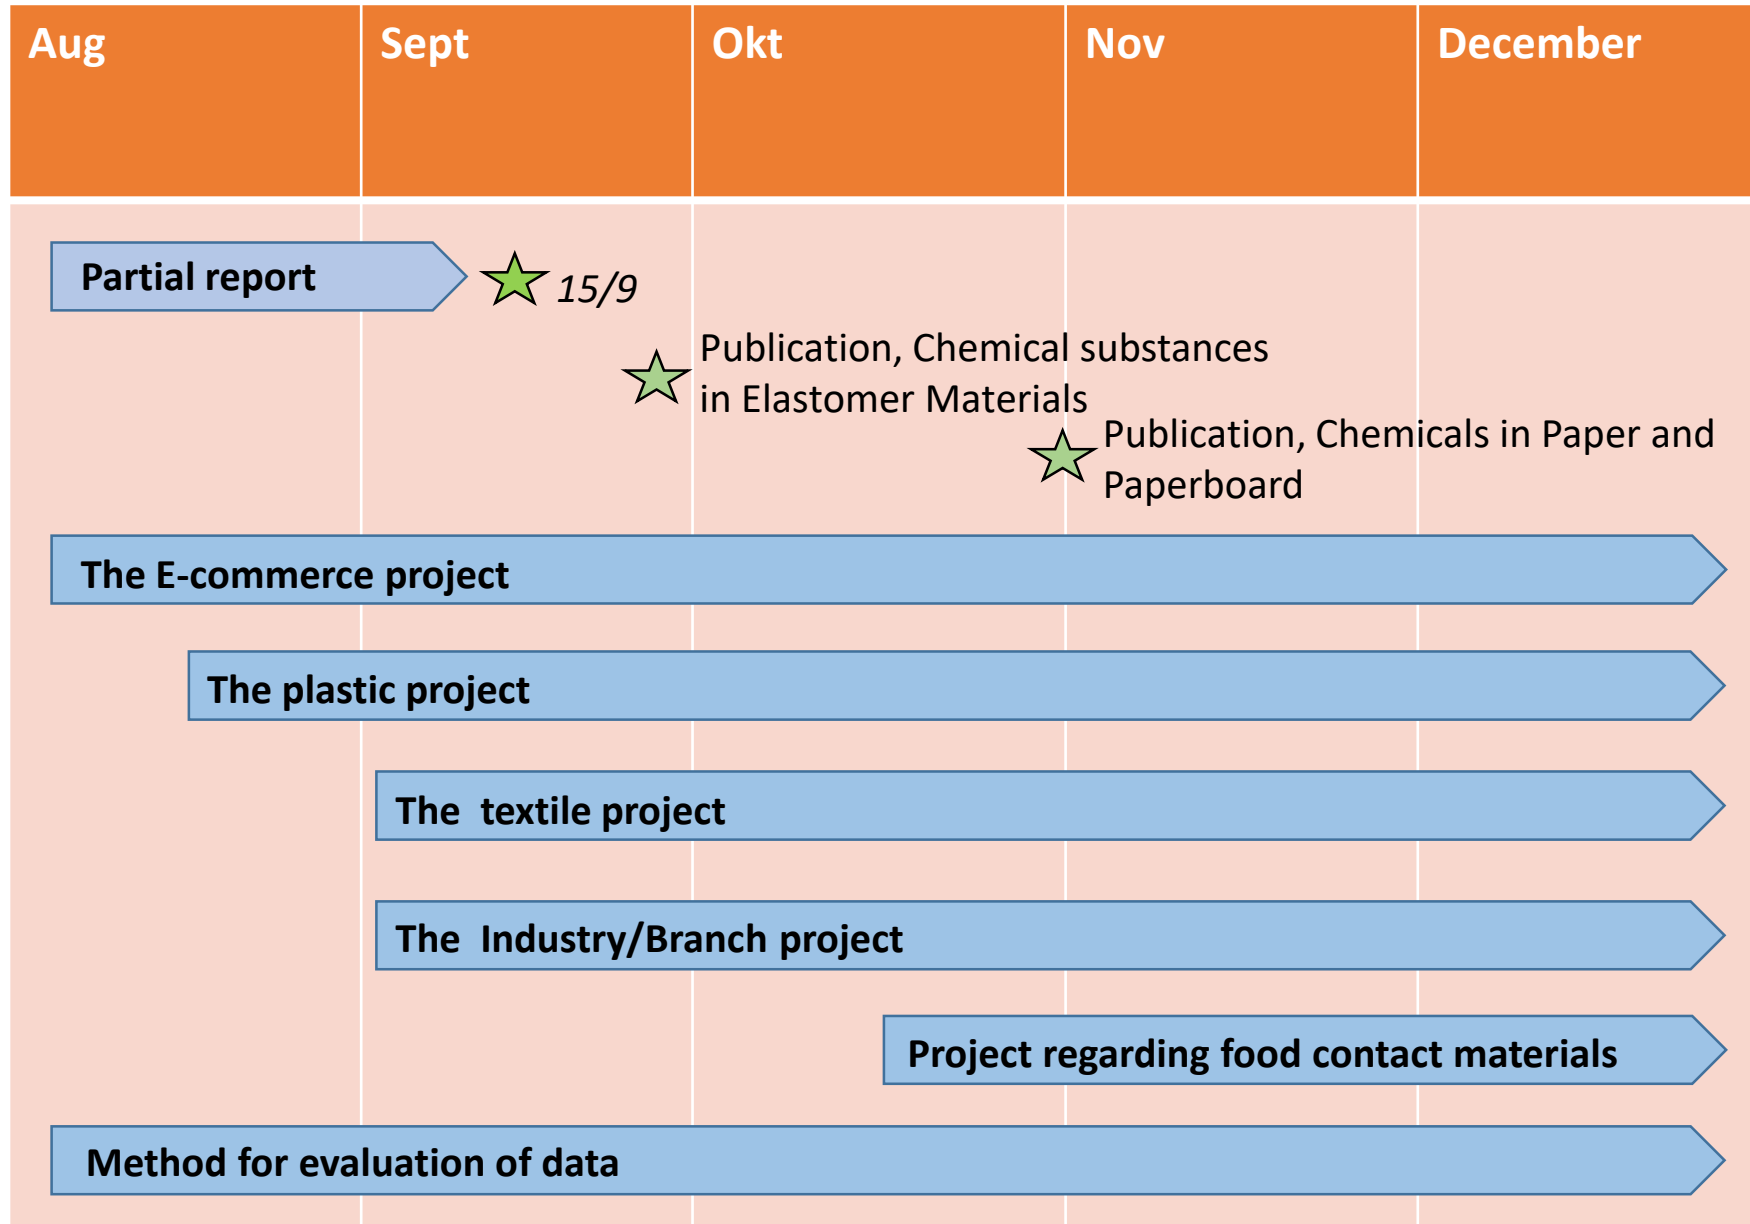 Aug
Sept
Okt
Nov
December
Partial report
15/9
Publication, Chemical substances
in Elastomer Materials
Publication, Chemicals in Paper and
Paperboard
The E-commerce project
The plastic project
The textile project
The Industry/Branch project
Project regarding food contact materials
Method for evaluation of data